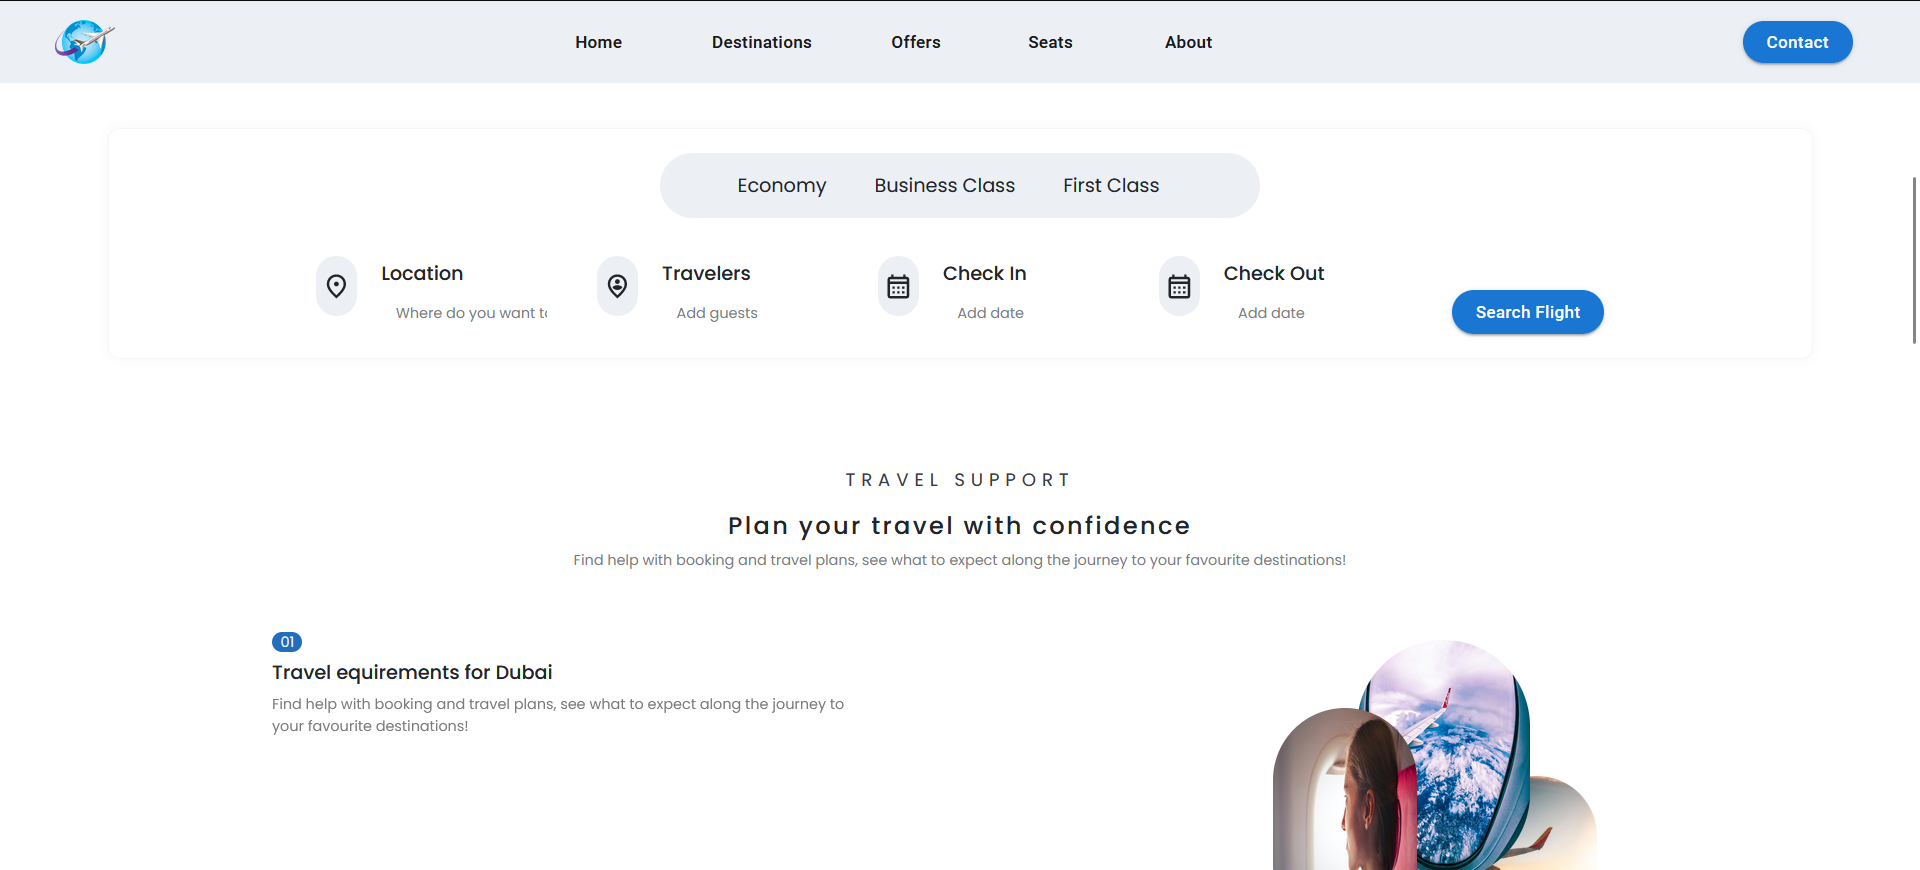 Home Destinations Offers Seats About Contact
Economy Business Class First Class
Location Travelers Check In Check Out
Where do you want to Add guests Add date Add date
Search Flight
TRAVEL SUPPORT
Plan your travel with confidence
Find help with booking and travel plans, see what to expect along the journey to your favourite destinations!
01
Travel equirements for Dubai
Find help with booking and travel plans, see what to expect along the journey to
your favourite destinations!